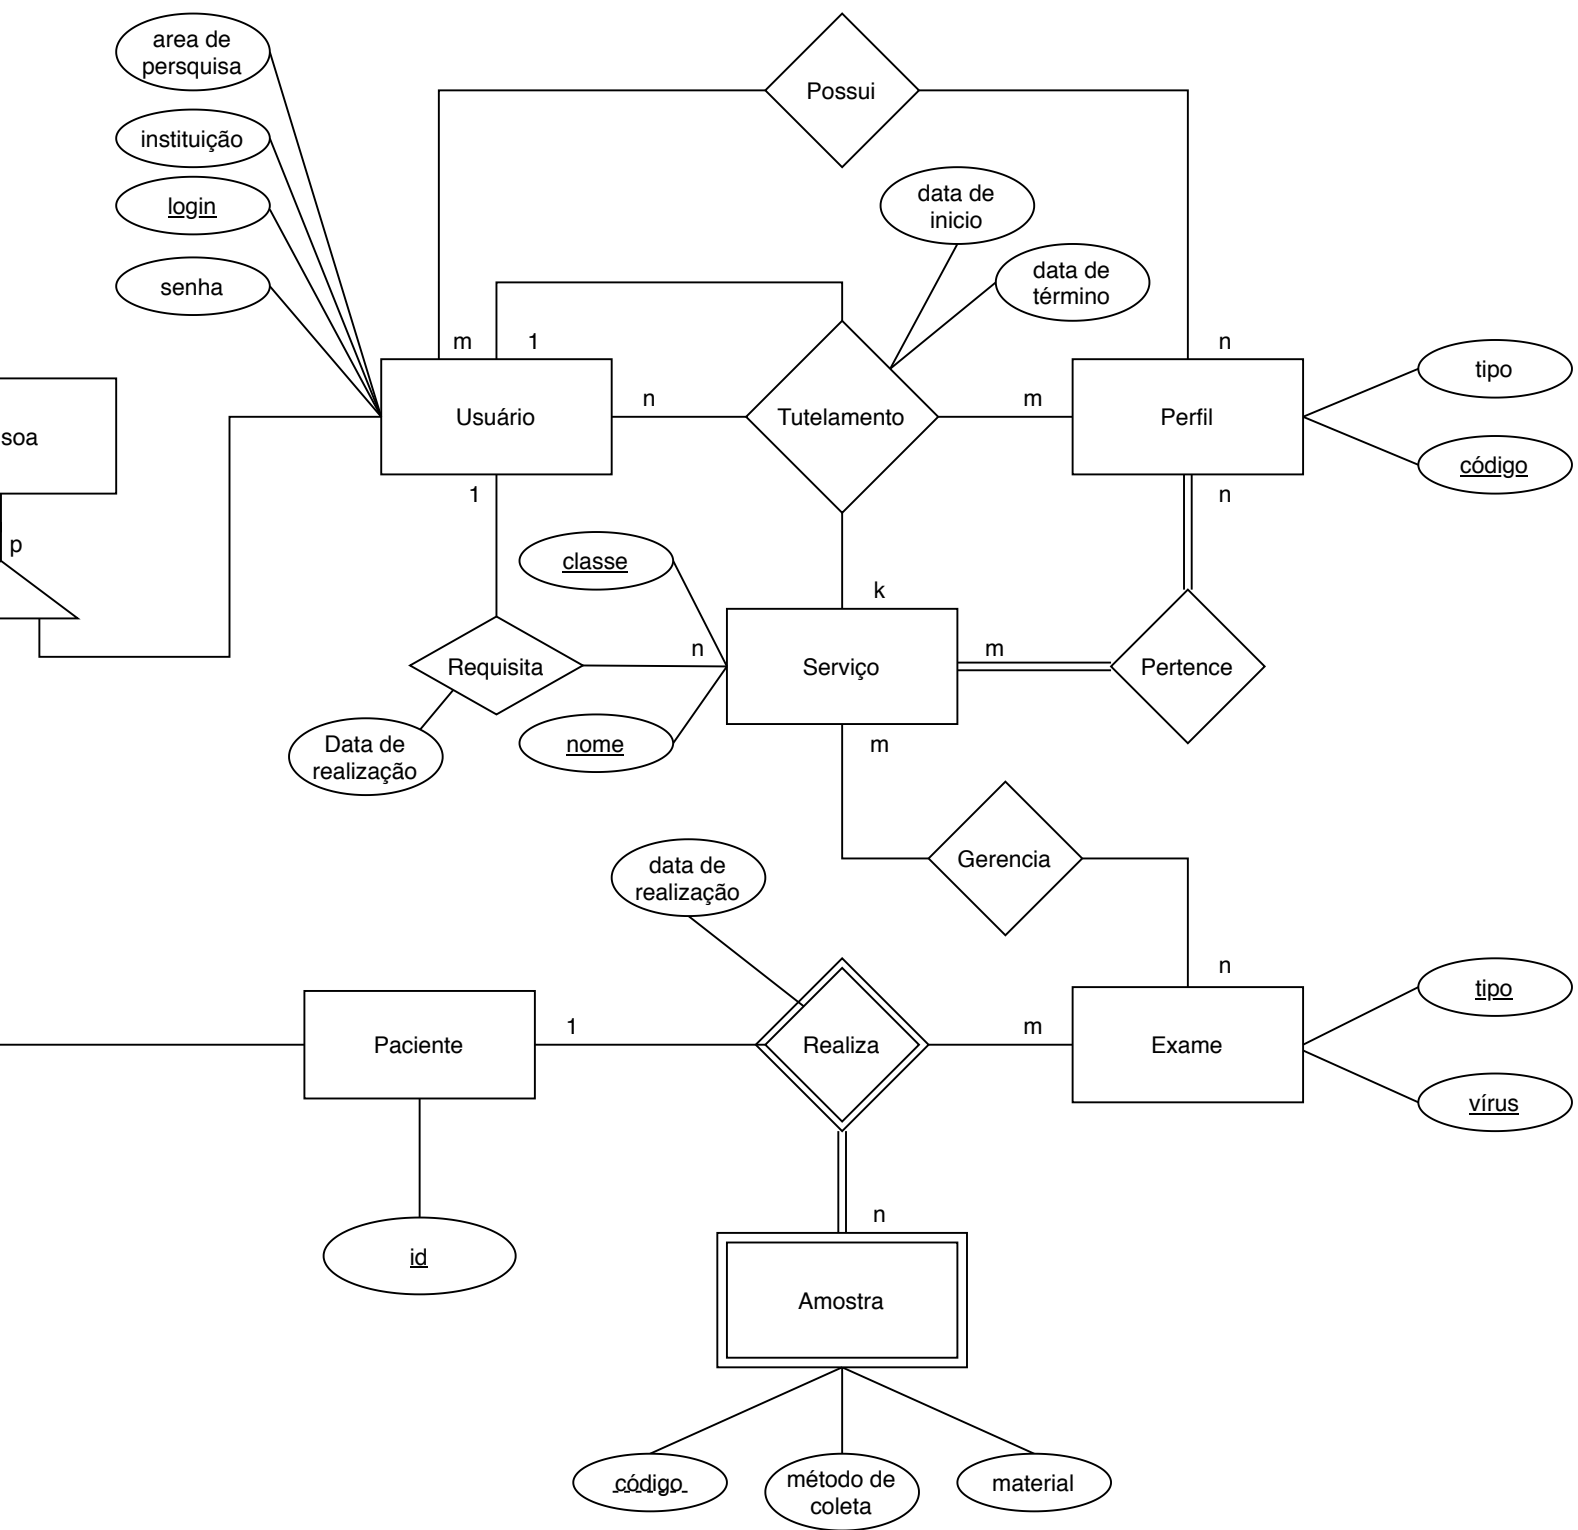 area de
persquisa
Possui
instituição
login
data de
inicio
senha
data de
término
m
1
n
tipo
n
m
Usuário
Tutelamento
Perfil
soa
código
1
n
p
classe
k
n
m
Requisita
Serviço
Pertence
Data de
realização
nome
m
data de
realização
Gerencia
n
tipo
1
m
Paciente
Realiza
Exame
vírus
n
id
Amostra
código
método de
coleta
material